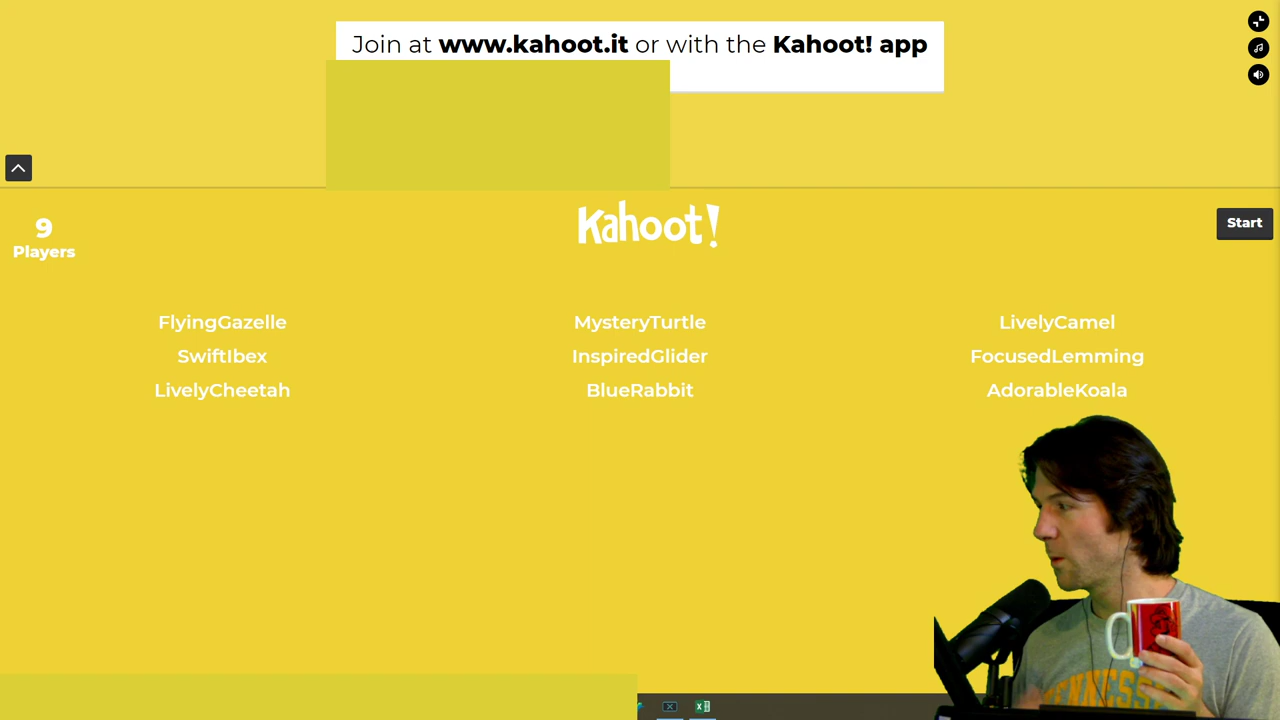 Join at www.kahoot.it or with the Kahoot! app
9
Players
Kahoot!
Start
FlyingGazelle MysteryTurtle LivelyCamel
SwiftIbex InspiredGlider FocusedLemming
LivelyCheetah BlueRabbit AdorableKoala